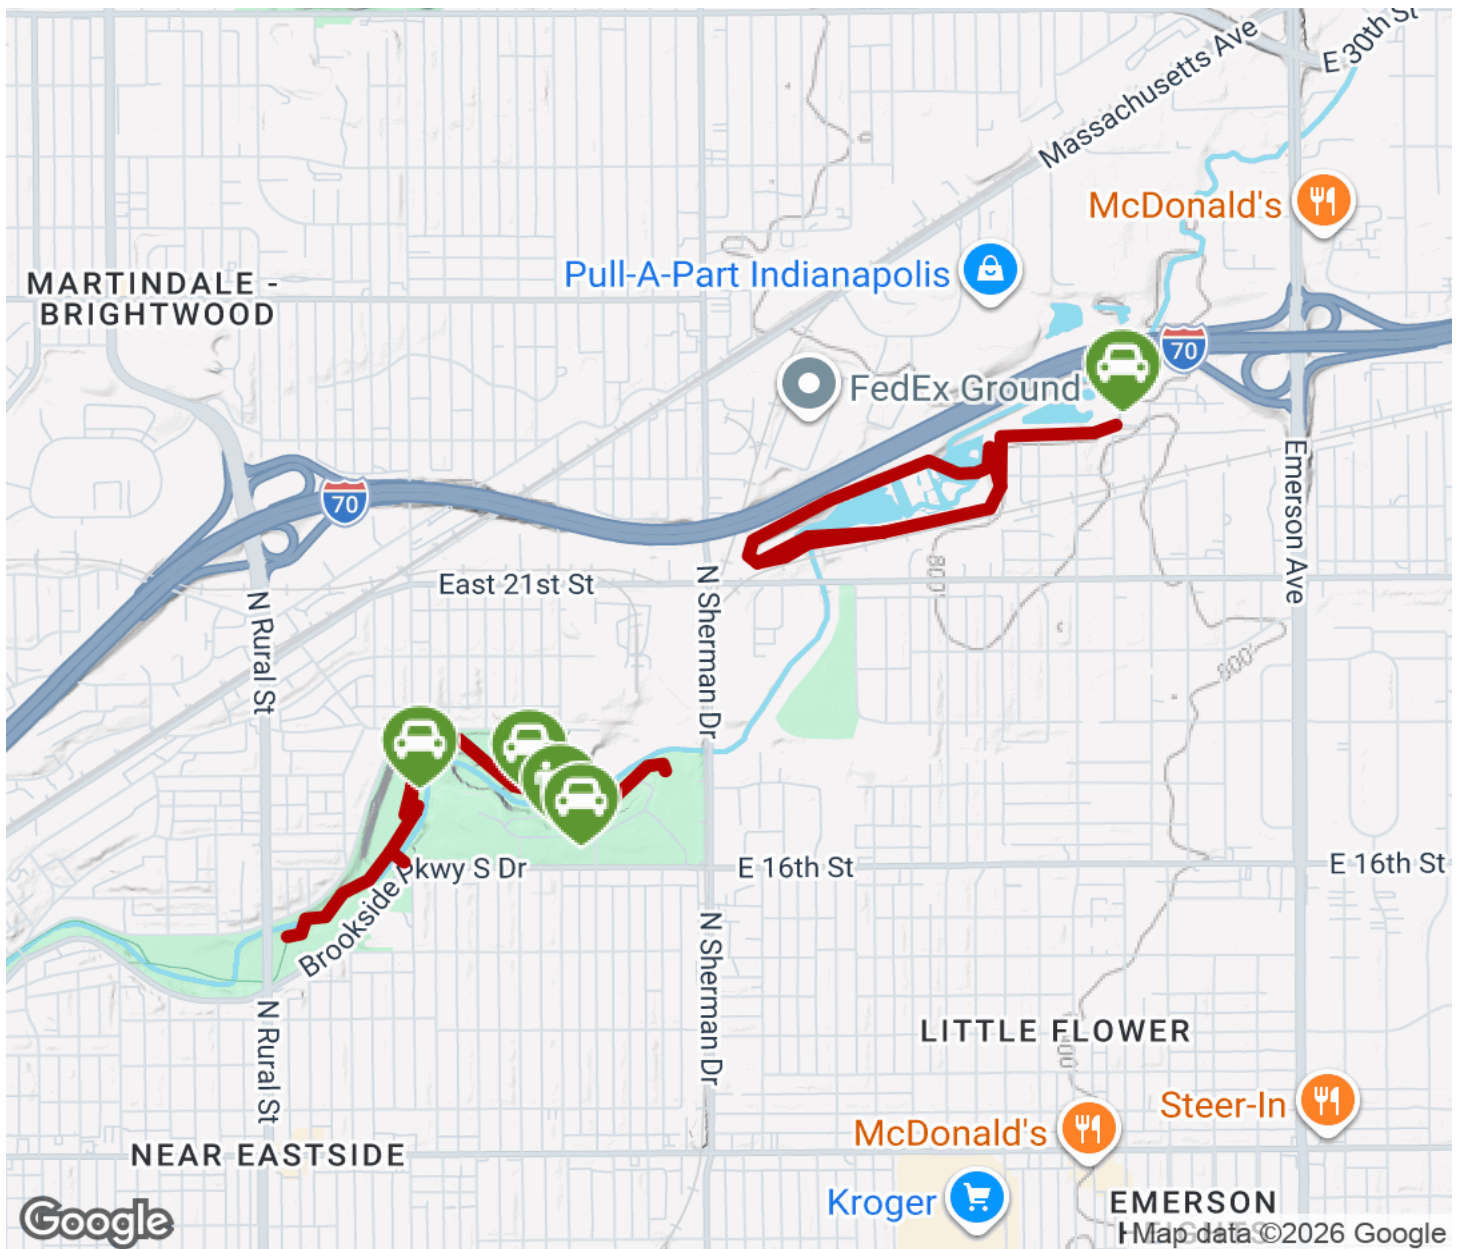 E 30th St
Massachusetts Ave
McDonald's
Pull-A-Part Indianapolis
MARTINDALE -
BRIGHTWOOD
70
FedEx Ground
70
Emerson Ave
East 21st St
800
N Rural St
N Sherman Dr
800
Brookside Pkwy S Dr
E 16th St
E 16th St
N Sherman Dr
N Rural St
LITTLE FLOWER
Steer-In
McDonald's
NEAR EASTSIDE
Kroger
EMERSON
Google
Map data ©2026 Google